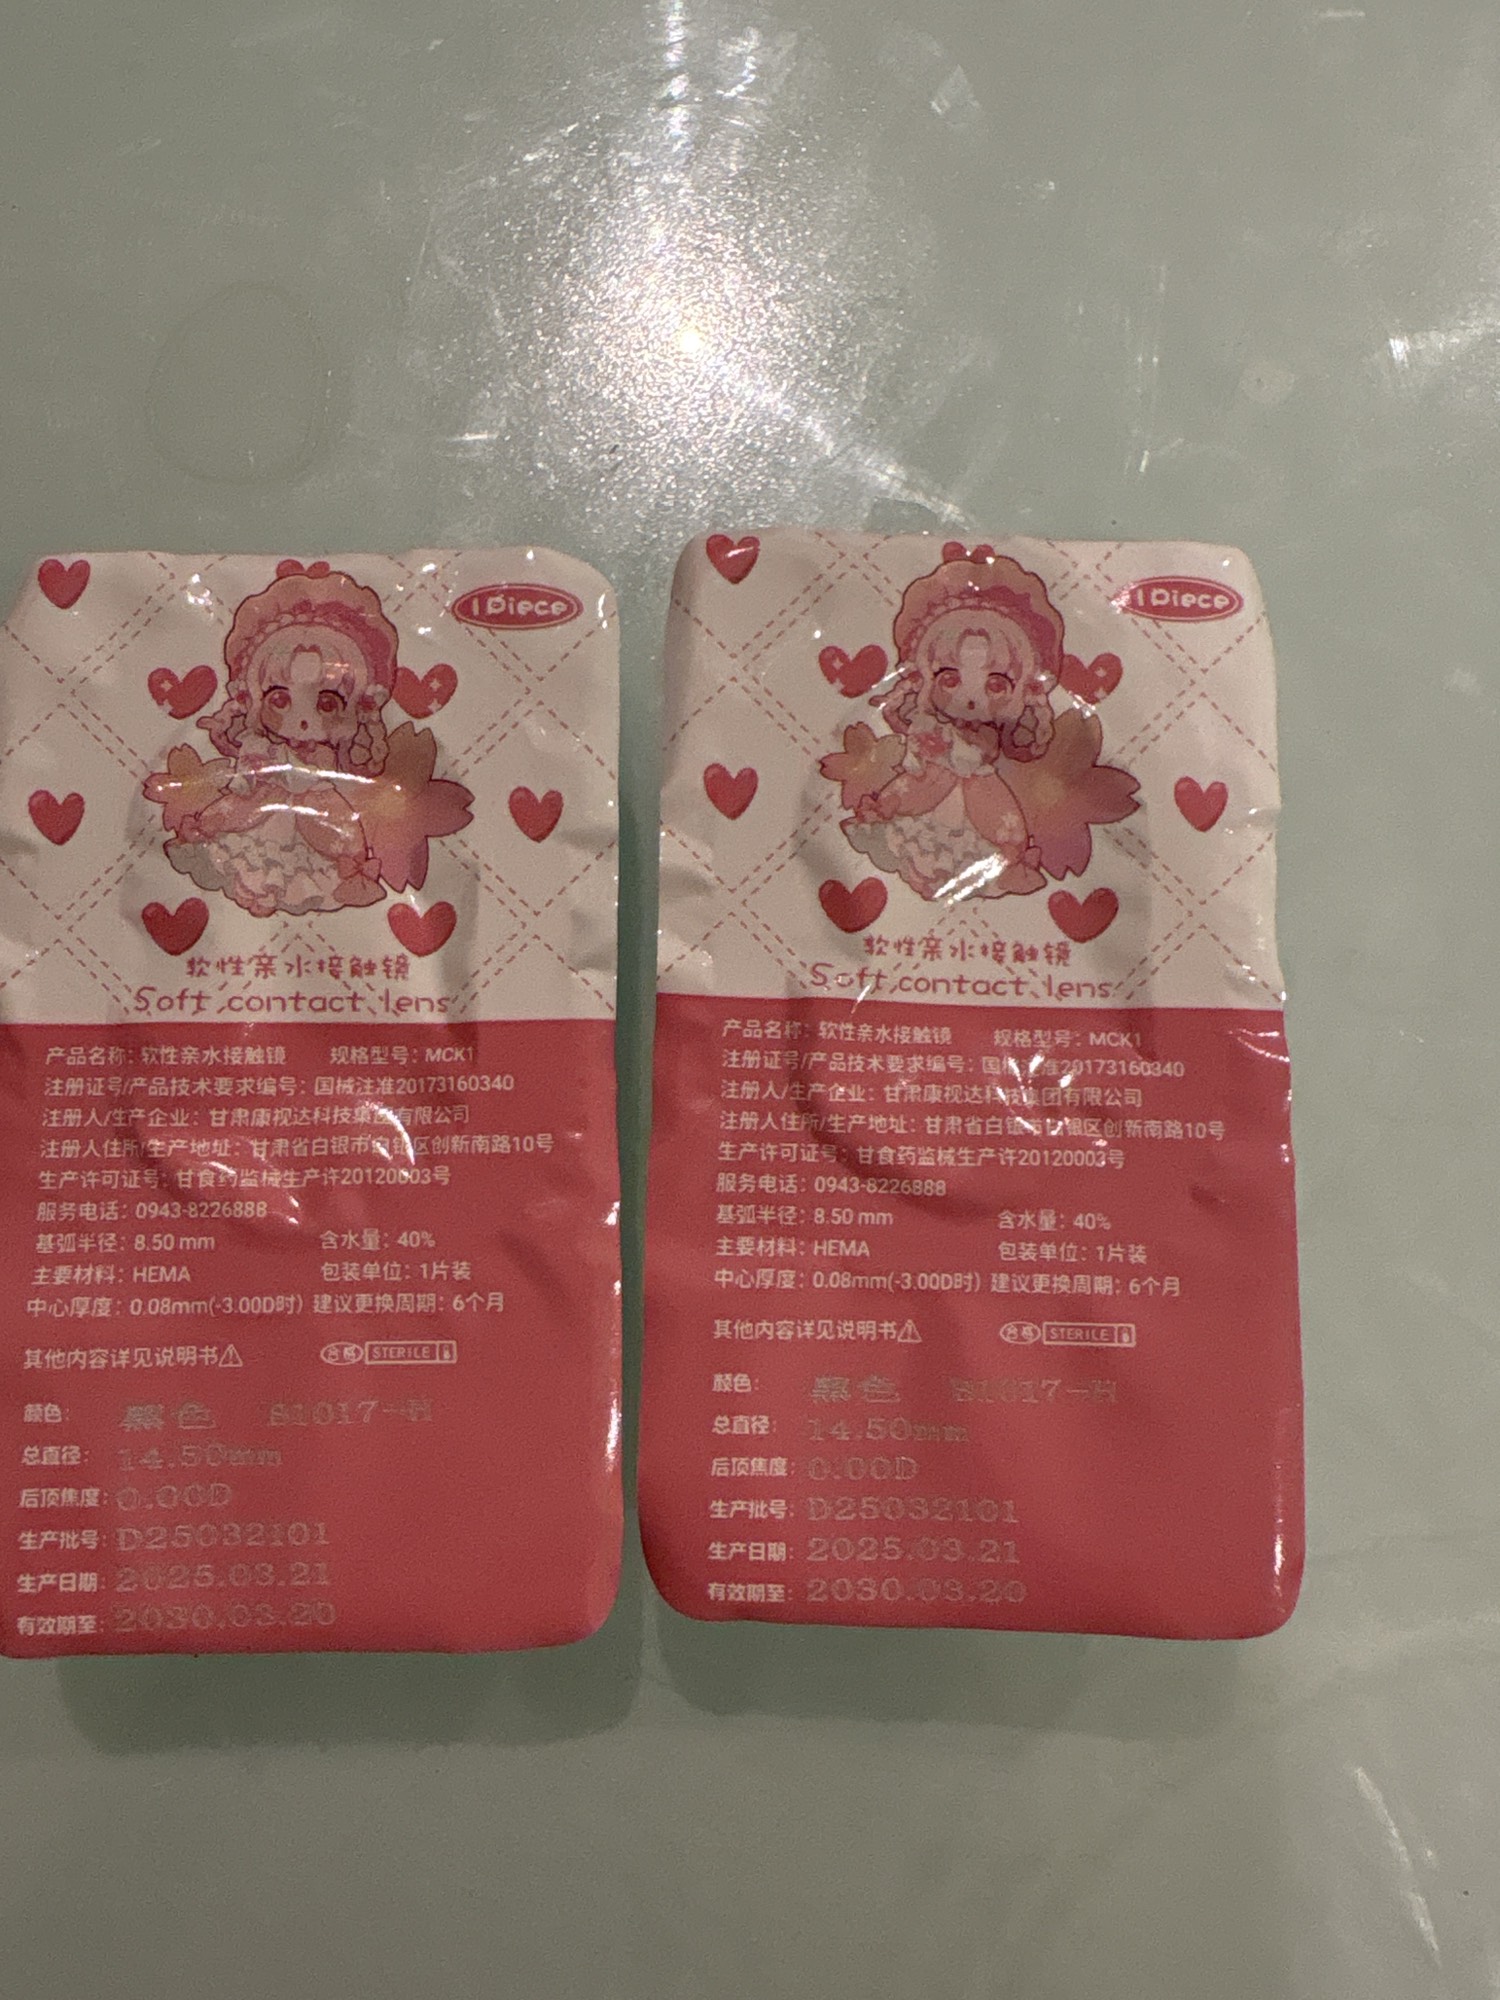 1 Piece
软性亲水接触镜
Soft contact lens
产品名称：软性亲水接触镜 规格型号：MCK1
注册证号/产品技术要求编号：国械注准20173160340
注册人/生产企业：甘肃康视达科技集团有限公司
注册人住所/生产地址：甘肃省白银市白银区创新南路10号
生产许可证号：甘食药监械生产许20120003号
服务电话：0943-8226888
基弧半径：8.50 mm 含水量：40%
主要材料：HEMA 包装单位：1片装
中心厚度：0.08mm(-3.00D时) 建议更换周期：6个月
其他内容详见说明书 合格 STERILE
颜色： 黑色
总直径： 14.50mm
后顶焦度： 0.00D
生产批号： D25032101
生产日期： 2025.03.21
有效期至： 2030.03.20
1 Piece
软性亲水接触镜
Soft contact lens
产品名称：软性亲水接触镜 规格型号：MCK1
注册证号/产品技术要求编号：国械注准20173160340
注册人/生产企业：甘肃康视达科技集团有限公司
注册人住所/生产地址：甘肃省白银市白银区创新南路10号
生产许可证号：甘食药监械生产许20120003号
服务电话：0943-8226888
基弧半径：8.50 mm 含水量：40%
主要材料：HEMA 包装单位：1片装
中心厚度：0.08mm(-3.00D时) 建议更换周期：6个月
其他内容详见说明书 合格 STERILE
颜色： 黑色
总直径： 14.50mm
后顶焦度： 0.00D
生产批号： D25032101
生产日期： 2025.03.21
有效期至： 2030.03.20